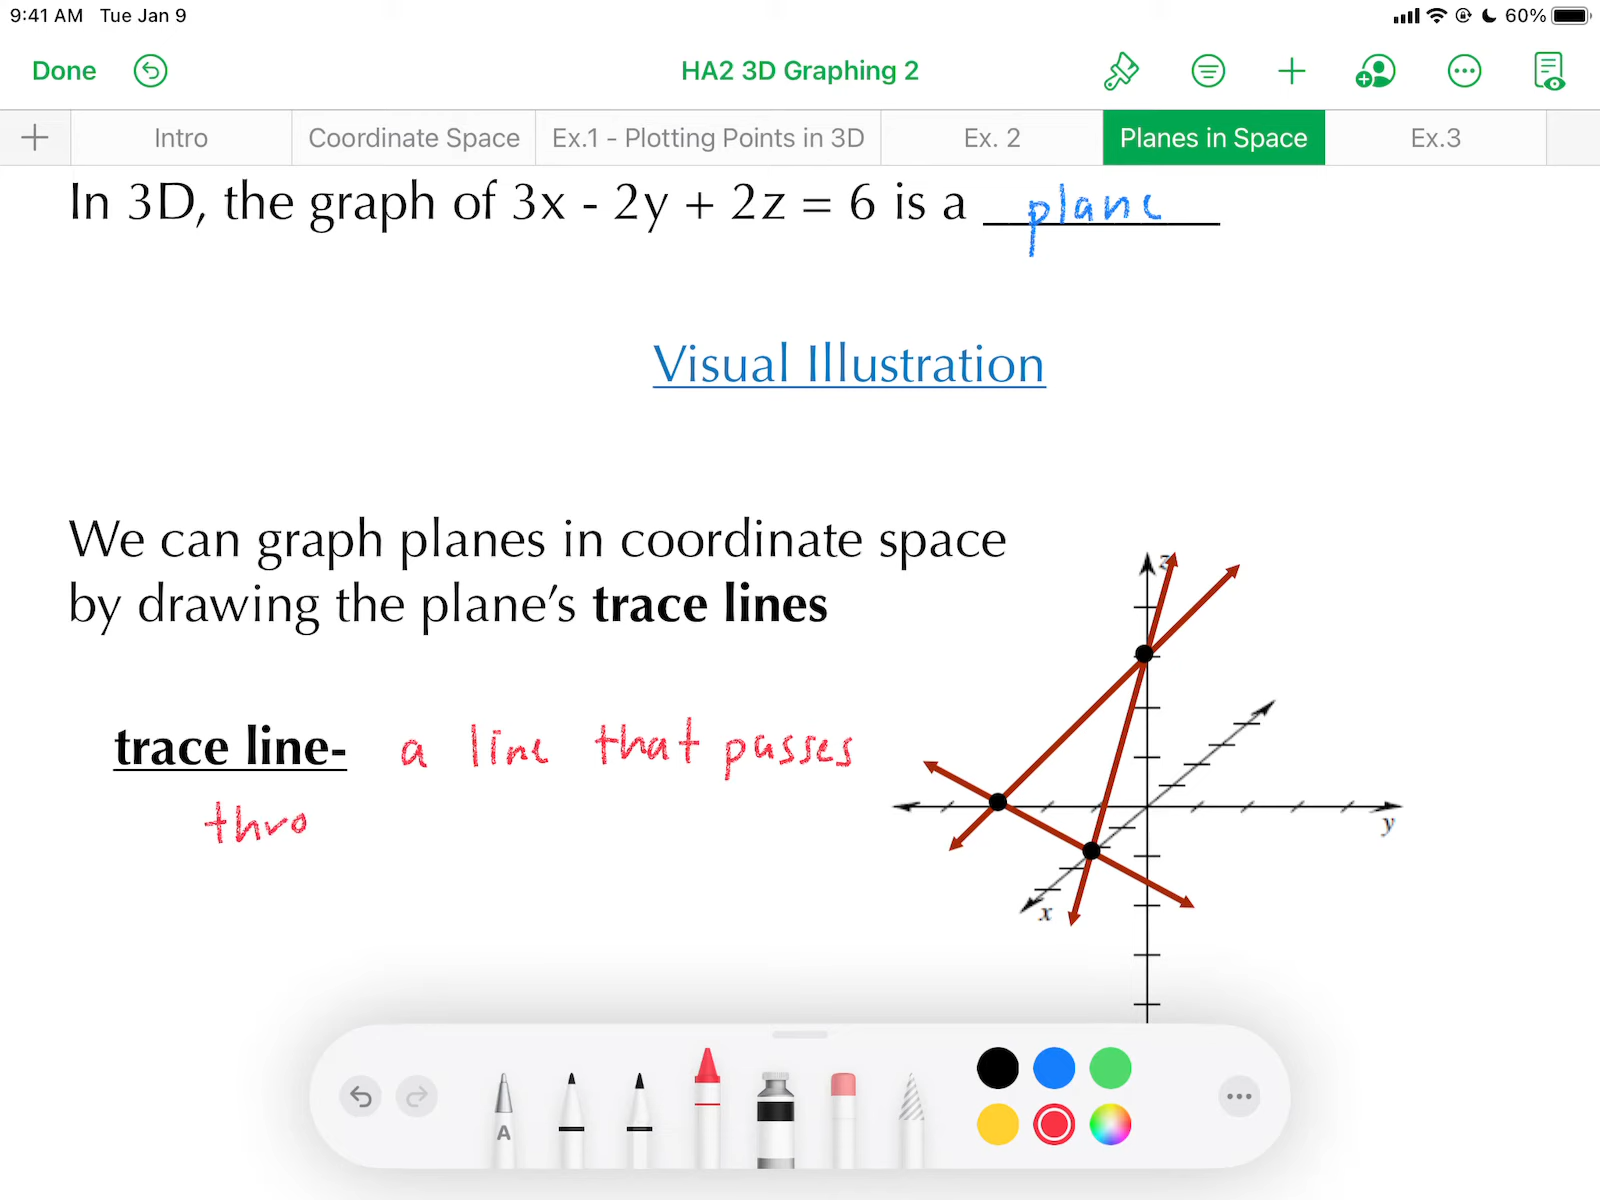 9:41 AM Tue Jan 9 60%
Done HA2 3D Graphing 2
Intro Coordinate Space Ex.1 - Plotting Points in 3D Ex. 2 Planes in Space Ex.3
In 3D, the graph of 3x - 2y + 2z = 6 is a plane
Visual Illustration
We can graph planes in coordinate space
by drawing the plane's trace lines
z
trace line- a line that passes
thro
y
x
A